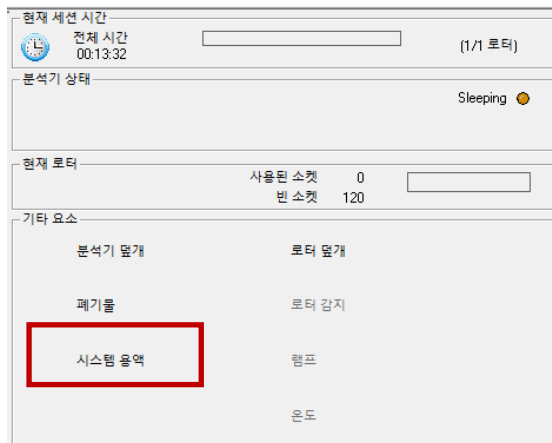 현재 세션 시간
전체 시간
00:13:32
(1/1 로터)
분석기 상태
Sleeping
현재 로터
사용된 소켓 0
빈 소켓 120
기타 요소
분석기 덮개 로터 덮개
폐기물 로터 감지
시스템 용액 램프
온도